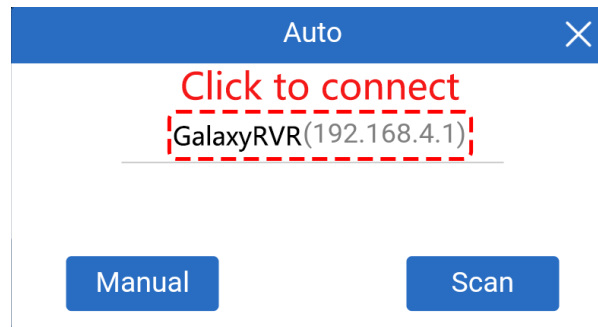 Auto
Click to connect
GalaxyRVR(192.168.4.1)
Manual
Scan